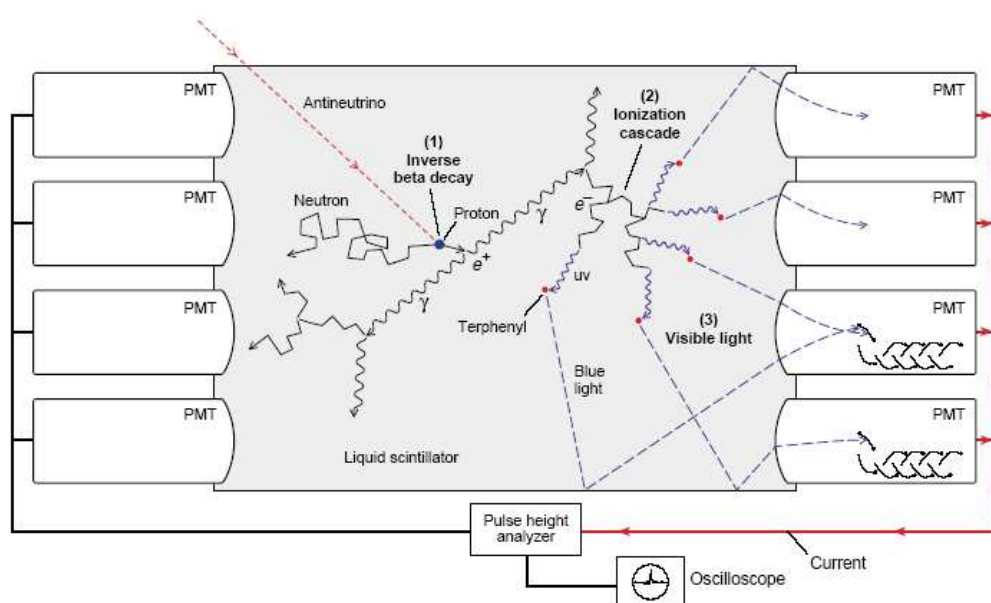 PMT
PMT
Antineutrino
(1)
Inverse
beta decay
(2)
Ionization
cascade
PMT
PMT
Neutron
Proton
γ
e−
e+
γ
uv
Terphenyl
(3)
Visible light
PMT
PMT
Blue
light
PMT
PMT
Liquid scintillator
Pulse height
analyzer
Current
Oscilloscope